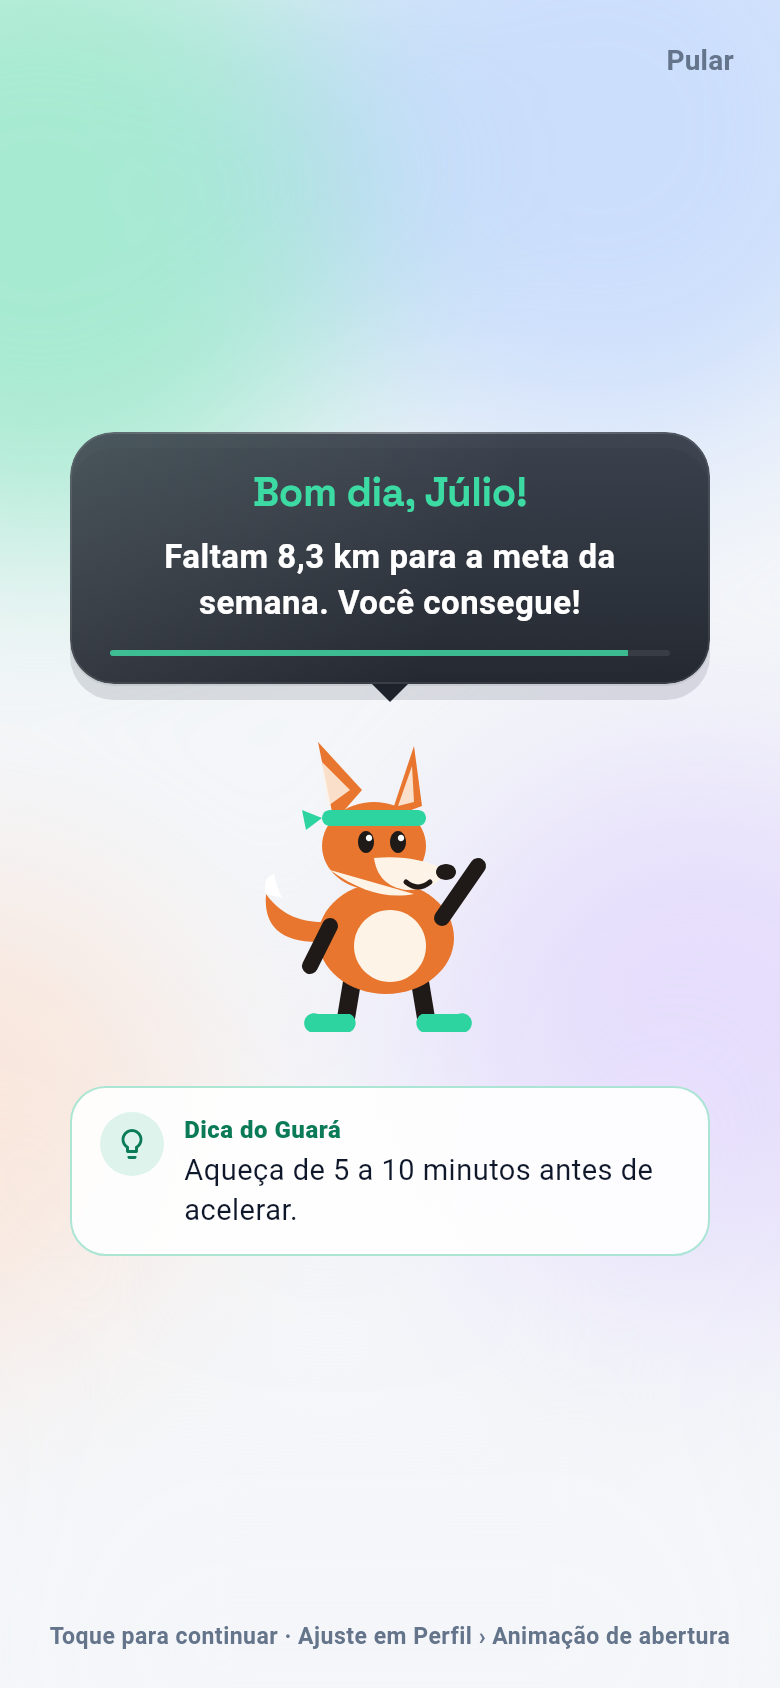 Pular
Bom dia, Júlio!
Faltam 8,3 km para a meta da
semana. Você consegue!
Dica do Guará
Aqueça de 5 a 10 minutos antes de
acelerar.
Toque para continuar · Ajuste em Perfil › Animação de abertura